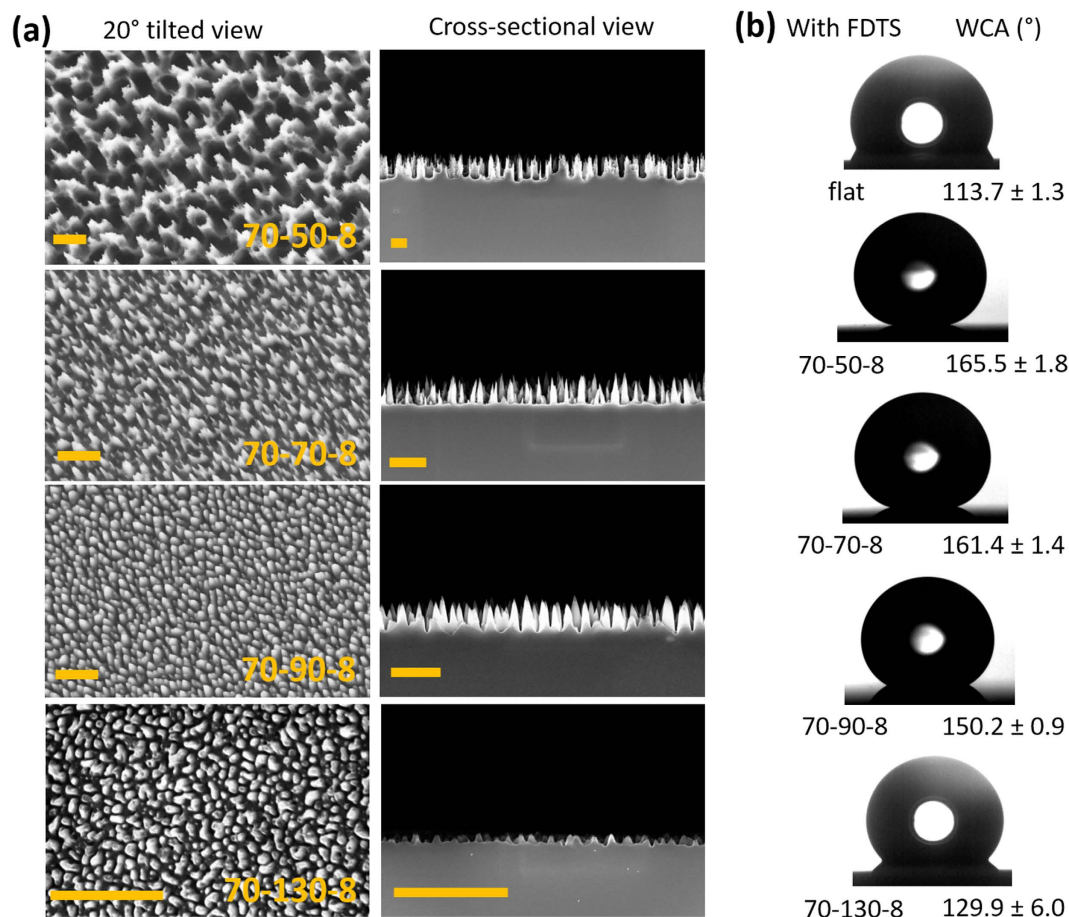 (a) 20° tilted view Cross-sectional view
70-50-8
70-70-8
70-90-8
70-130-8
(b) With FDTS WCA (°)
flat 113.7 ± 1.3
70-50-8 165.5 ± 1.8
70-70-8 161.4 ± 1.4
70-90-8 150.2 ± 0.9
70-130-8 129.9 ± 6.0